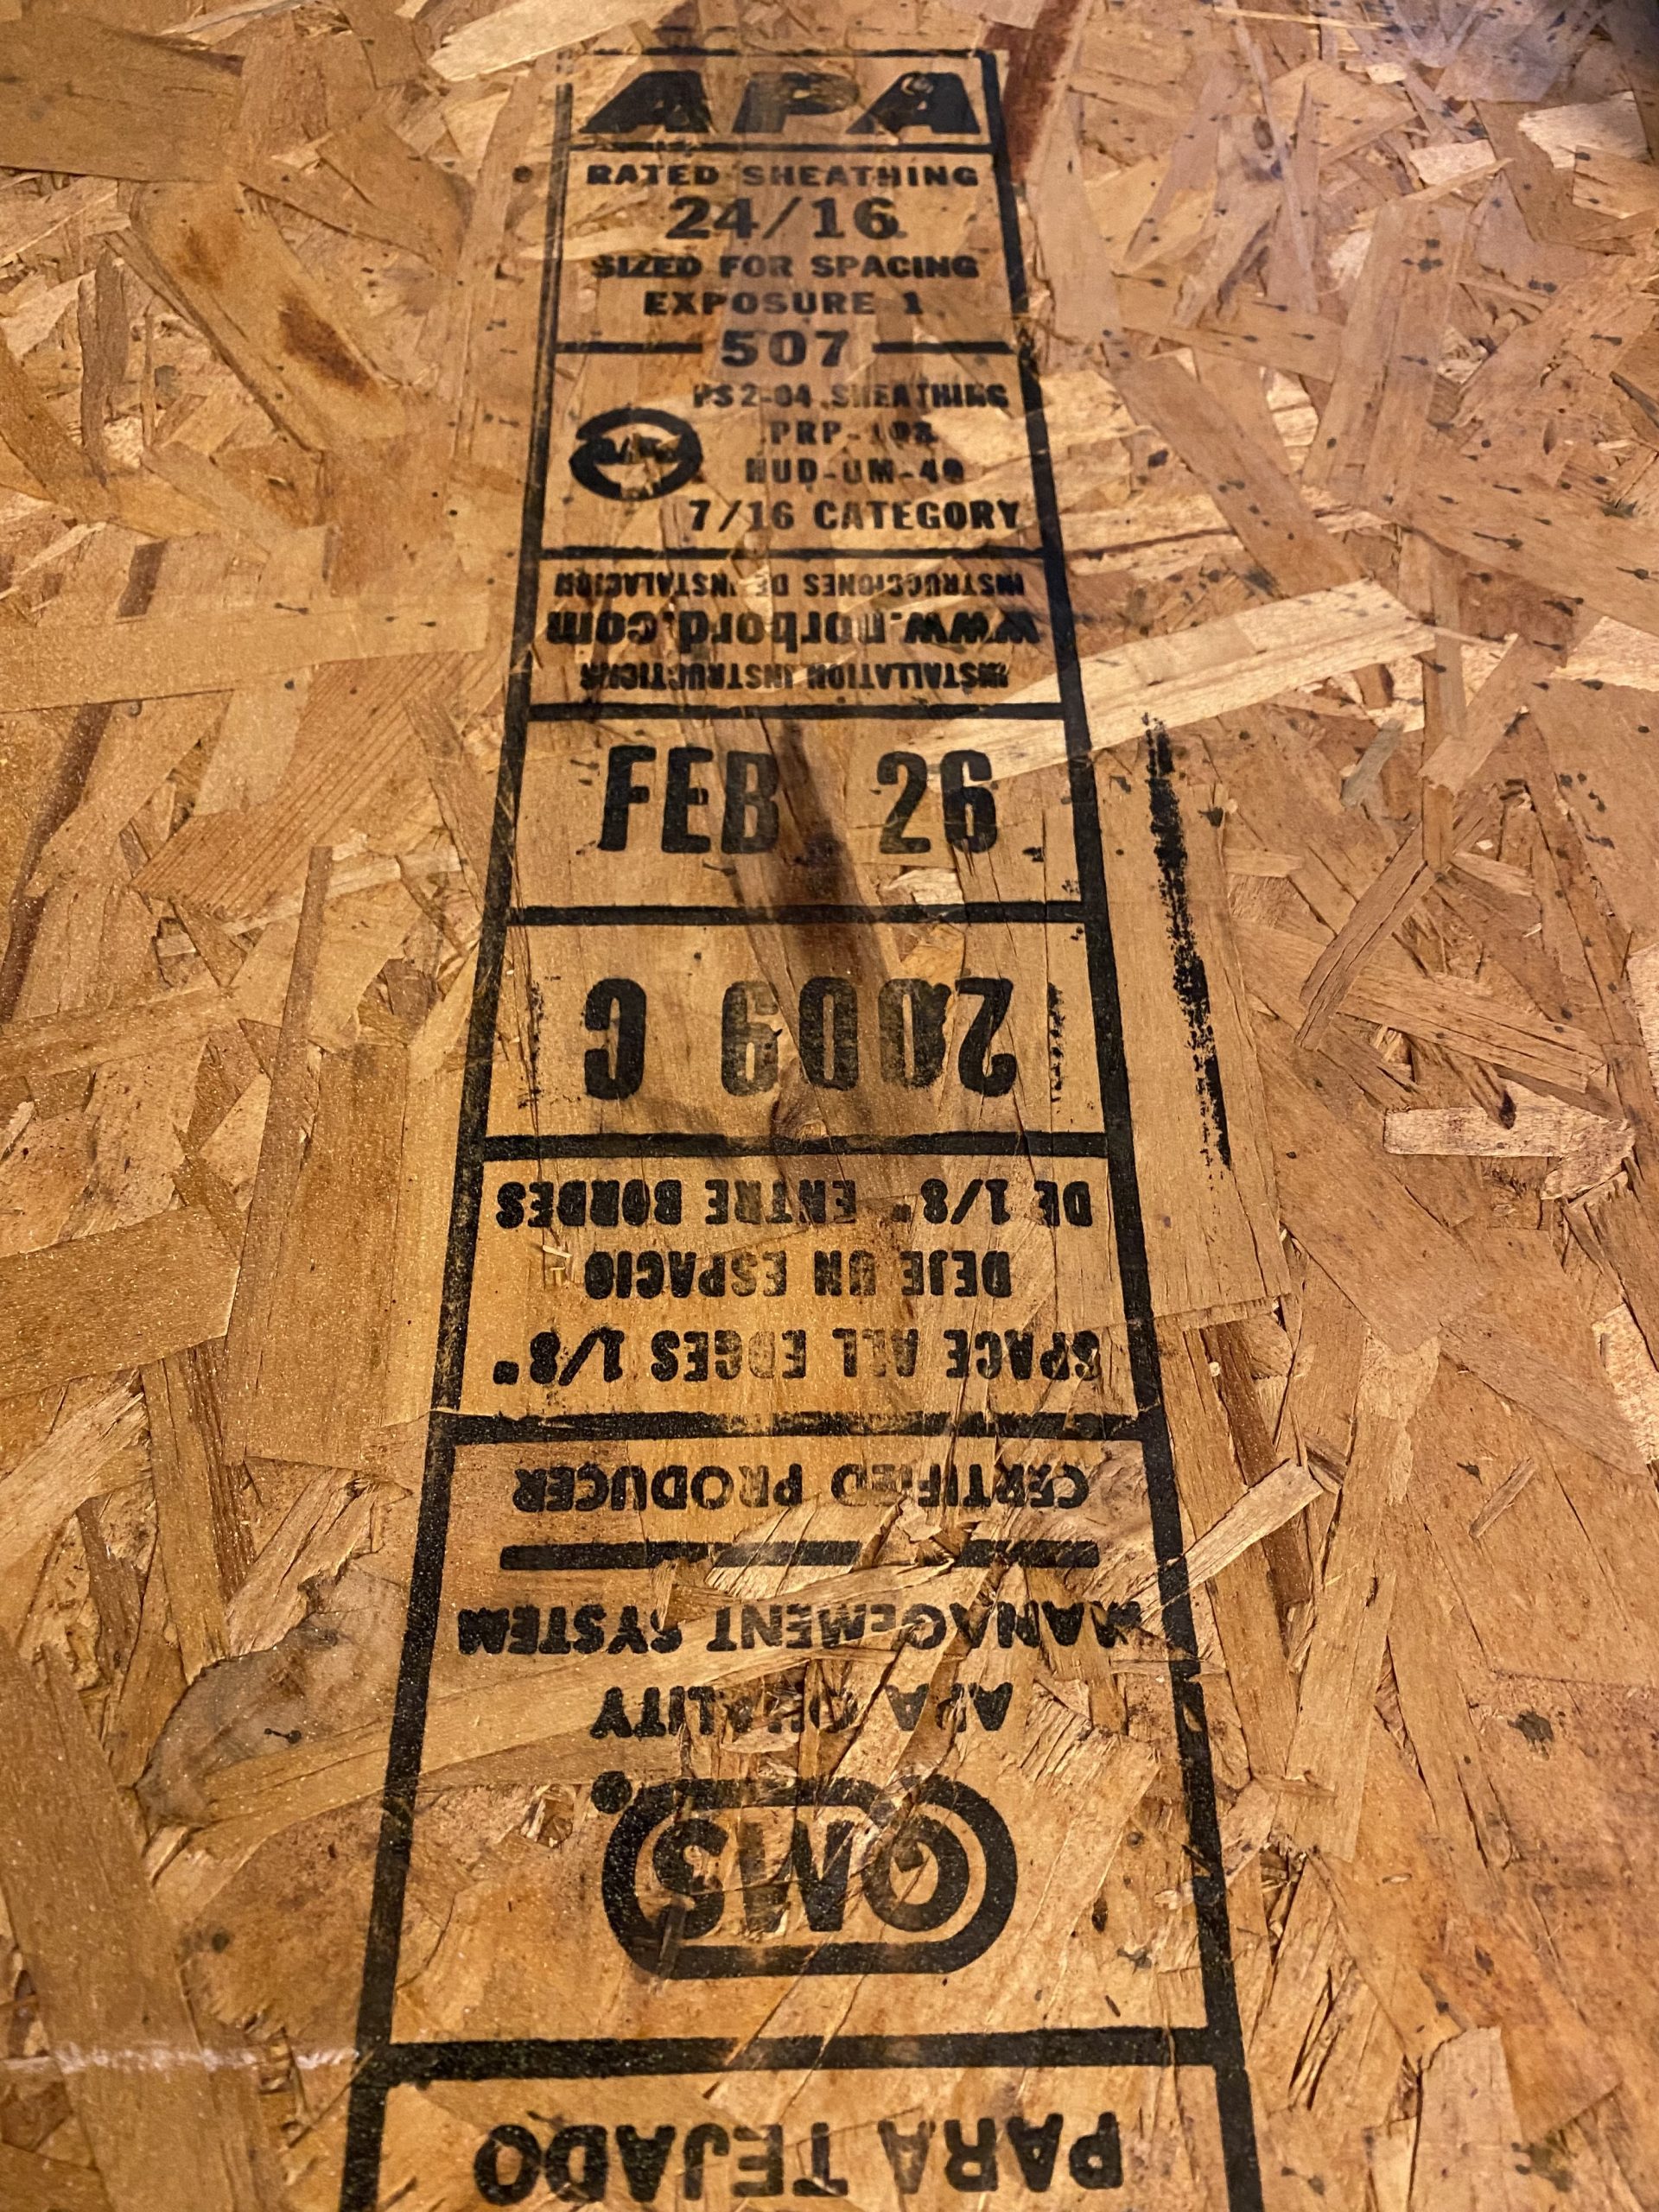 APA
RATED SHEATHING
24/16
SIZED FOR SPACING
EXPOSURE 1
507
PS 2-04 SHEATHING
PRP-108
HUD-UM-40
7/16 CATEGORY
INSTALLATION INSTRUCTIONS
www.norbord.com
INSTRUCCIONES DE INSTALACION
FEB 26
2009 C
SPACE ALL EDGES 1/8"
DEJE UN ESPACIO
DE 1/8" ENTRE BORDES
QMS
APA QUALITY
MANAGEMENT SYSTEM
CERTIFIED PRODUCER
PARA TEJADO